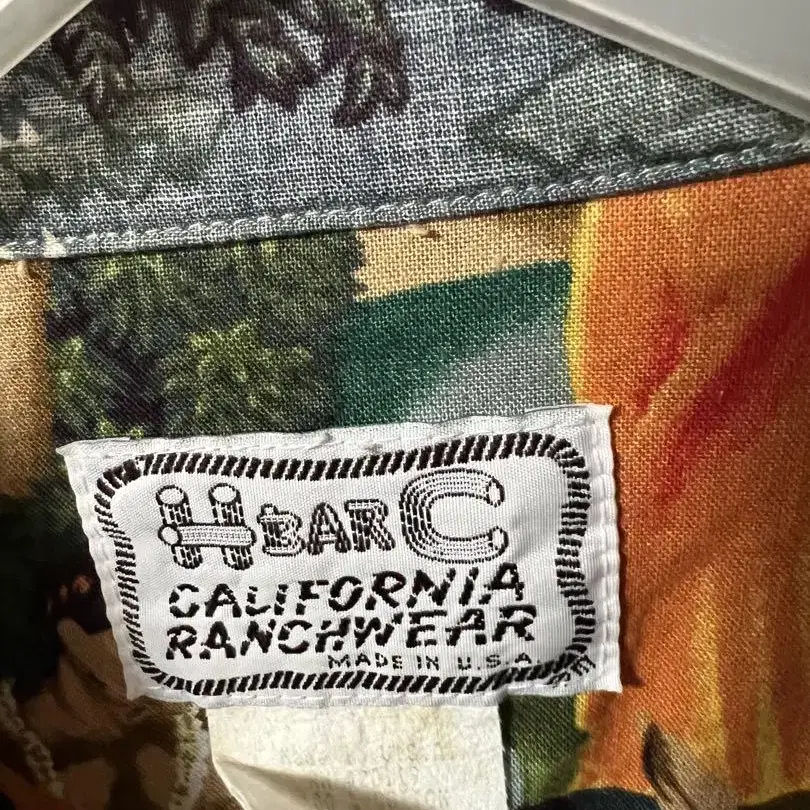 H BAR C
CALIFORNIA
RANCHWEAR
MADE IN U.S.A.